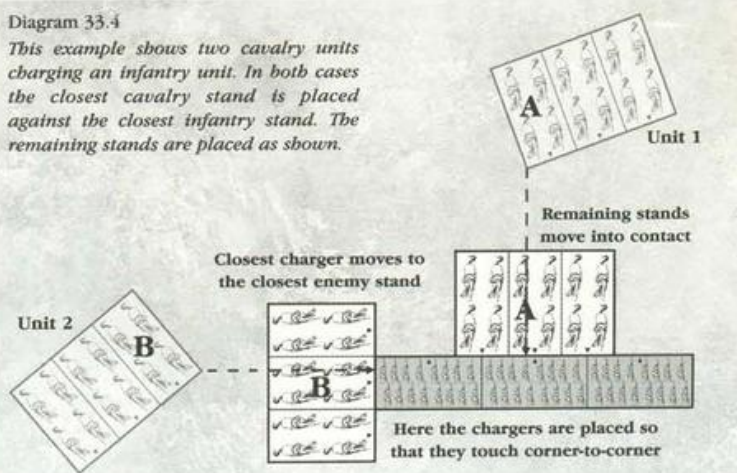 Diagram 33.4
This example shows two cavalry units
charging an infantry unit. In both cases
the closest cavalry stand is placed
against the closest infantry stand. The
remaining stands are placed as shown.
A
Unit 1
Remaining stands
move into contact
Closest charger moves to
the closest enemy stand
A
Unit 2
B
B
Here the chargers are placed so
that they touch corner-to-corner